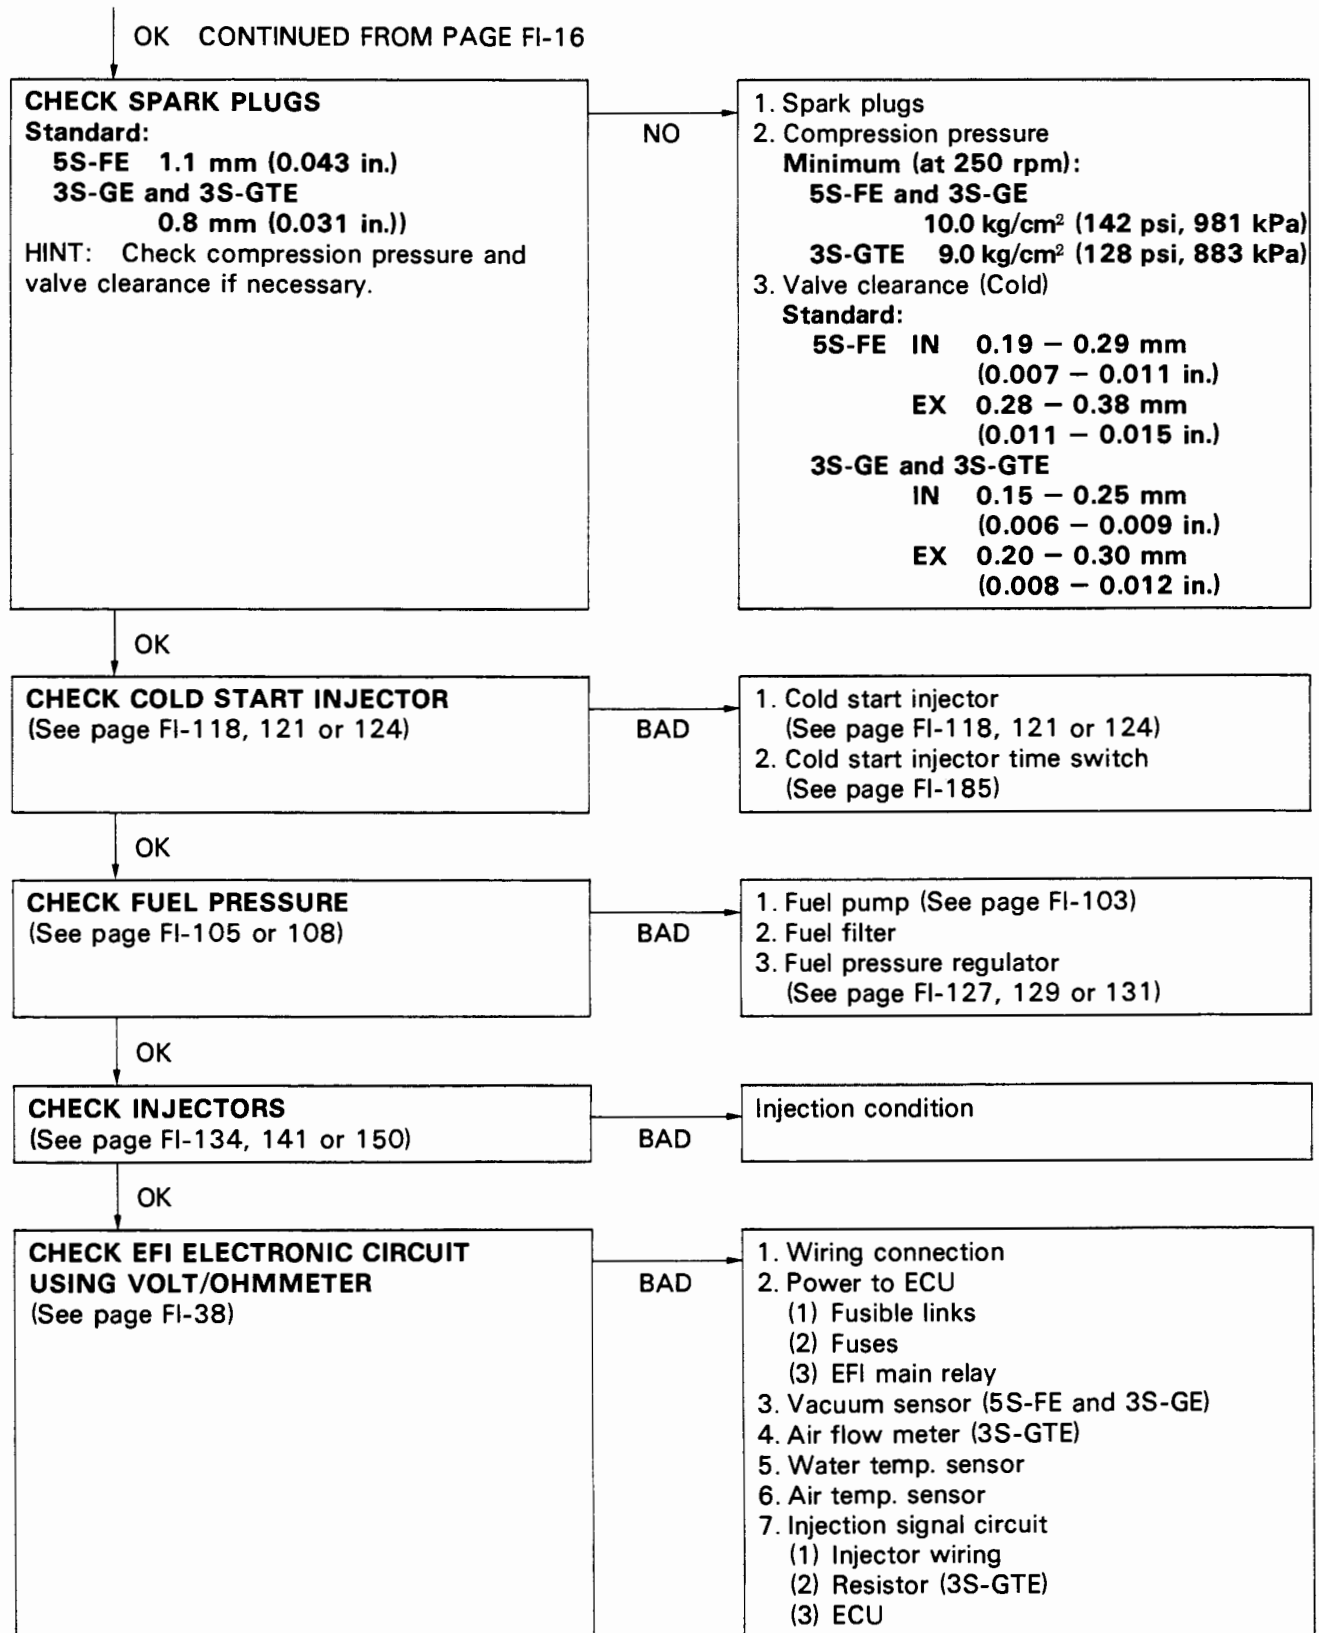 OK CONTINUED FROM PAGE FI-16
CHECK SPARK PLUGS
Standard:
5S-FE 1.1 mm (0.043 in.)
3S-GE and 3S-GTE
0.8 mm (0.031 in.))
HINT: Check compression pressure and
valve clearance if necessary.
NO
1. Spark plugs
2. Compression pressure
Minimum (at 250 rpm):
5S-FE and 3S-GE
10.0 kg/cm² (142 psi, 981 kPa)
3S-GTE 9.0 kg/cm² (128 psi, 883 kPa)
3. Valve clearance (Cold)
Standard:
5S-FE IN 0.19 – 0.29 mm
(0.007 – 0.011 in.)
EX 0.28 – 0.38 mm
(0.011 – 0.015 in.)
3S-GE and 3S-GTE
IN 0.15 – 0.25 mm
(0.006 – 0.009 in.)
EX 0.20 – 0.30 mm
(0.008 – 0.012 in.)
OK
CHECK COLD START INJECTOR
(See page FI-118, 121 or 124)
BAD
1. Cold start injector
(See page FI-118, 121 or 124)
2. Cold start injector time switch
(See page FI-185)
OK
CHECK FUEL PRESSURE
(See page FI-105 or 108)
BAD
1. Fuel pump (See page FI-103)
2. Fuel filter
3. Fuel pressure regulator
(See page FI-127, 129 or 131)
OK
CHECK INJECTORS
(See page FI-134, 141 or 150)
BAD
Injection condition
OK
CHECK EFI ELECTRONIC CIRCUIT
USING VOLT/OHMMETER
(See page FI-38)
BAD
1. Wiring connection
2. Power to ECU
(1) Fusible links
(2) Fuses
(3) EFI main relay
3. Vacuum sensor (5S-FE and 3S-GE)
4. Air flow meter (3S-GTE)
5. Water temp. sensor
6. Air temp. sensor
7. Injection signal circuit
(1) Injector wiring
(2) Resistor (3S-GTE)
(3) ECU